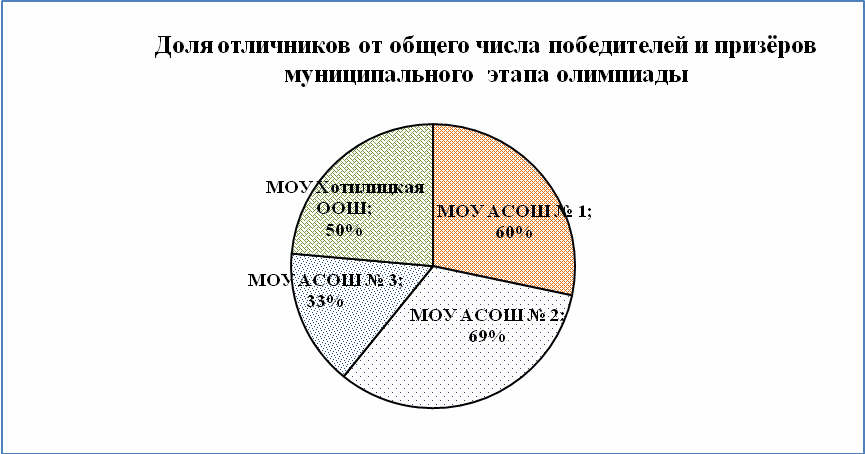 Доля отличников от общего числа победителей и призёров
муниципального этапа олимпиады
МОУ Хотилицкая
ООШ;
50%
МОУ АСОШ № 1;
60%
МОУ АСОШ № 3;
33%
МОУ АСОШ № 2;
69%